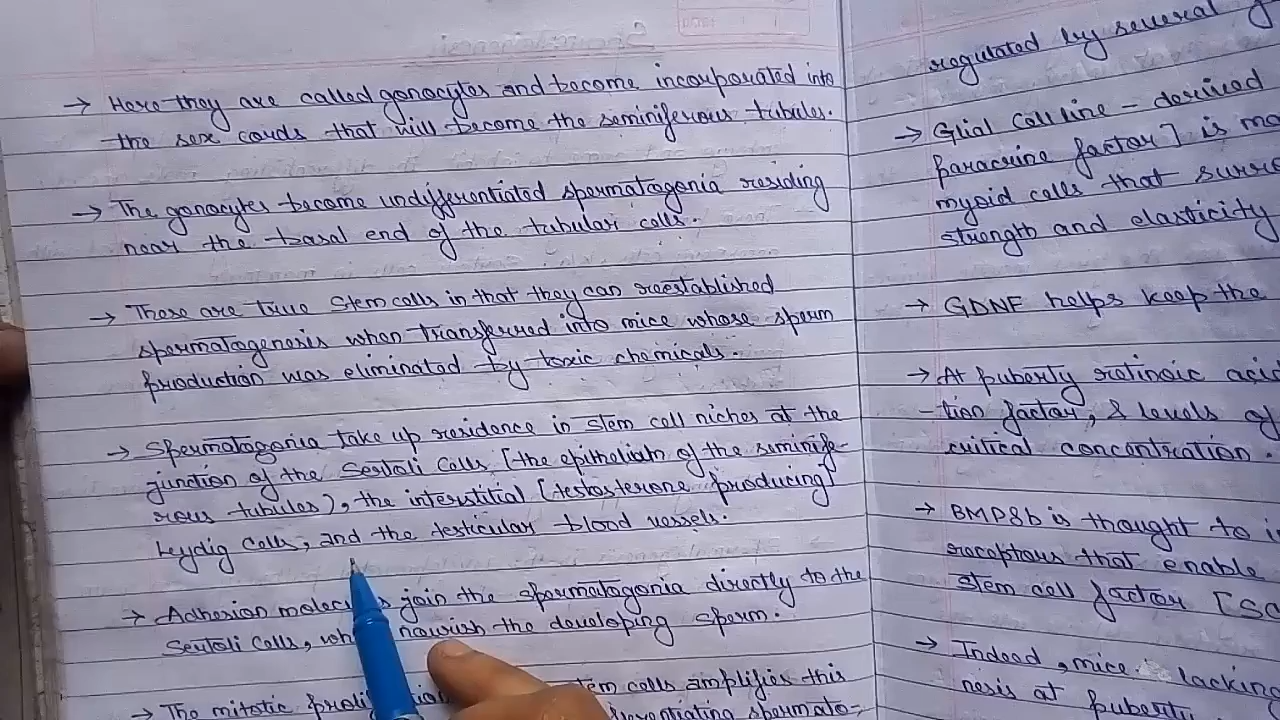 → Here they are called gonocytes and become incorporated into
the sex cords that will become the seminiferous tubules.
→ The gonocytes become undifferentiated spermatogonia residing
near the basal end of the tubular cells.
→ These are true stem cells in that they can reestablished
spermatogenesis when transferred into mice whose sperm
production was eliminated by toxic chemicals.
→ Spermatogonia take up residence in stem cell niches at the
junction of the Sertoli Cells [the epithelium of the seminife-
rous tubules), the interstitial [testosterone producing]
Leydig Cells, and the testicular blood vessels.
→ Adhesion join the spermatogonia directly to the
Sertoli Cells, nourish the developing sperm.
→ The mitotic cells amplifies this
spermato-
regulated by several
→ Glial Cell line - derived
paracrine factor] is
myoid cells that
strength and elasticity
→ GDNF helps keep the
→ At puberty retinoic acid
-tion factor, & levels of
critical concentration.
→ BMP8b is thought to
receptors that enable
stem cell factor
→ Indeed, mice lacking
nesis at puberty